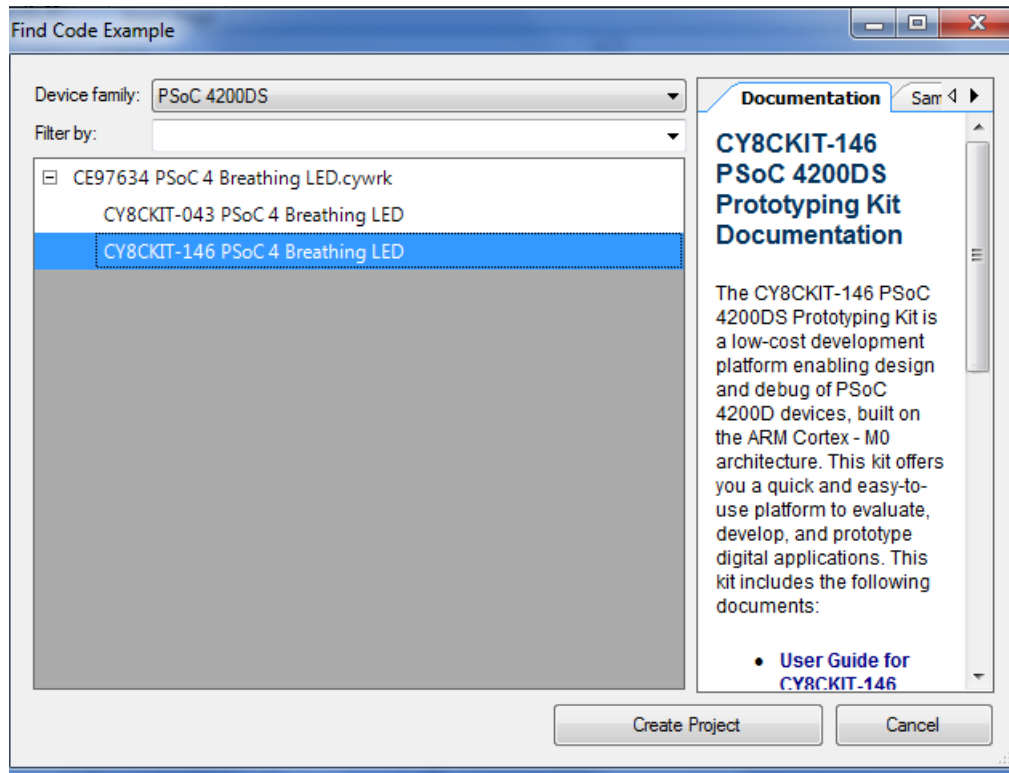 Find Code Example
Device family: PSoC 4200DS
Filter by:
CE97634 PSoC 4 Breathing LED.cywrk
CY8CKIT-043 PSoC 4 Breathing LED
CY8CKIT-146 PSoC 4 Breathing LED
Documentation
Sam
CY8CKIT-146
PSoC 4200DS
Prototyping Kit
Documentation
The CY8CKIT-146 PSoC
4200DS Prototyping Kit is
a low-cost development
platform enabling design
and debug of PSoC
4200D devices, built on
the ARM Cortex - M0
architecture. This kit offers
you a quick and easy-to-
use platform to evaluate,
develop, and prototype
digital applications. This
kit includes the following
documents:
• User Guide for
CY8CKIT-146
Create Project
Cancel